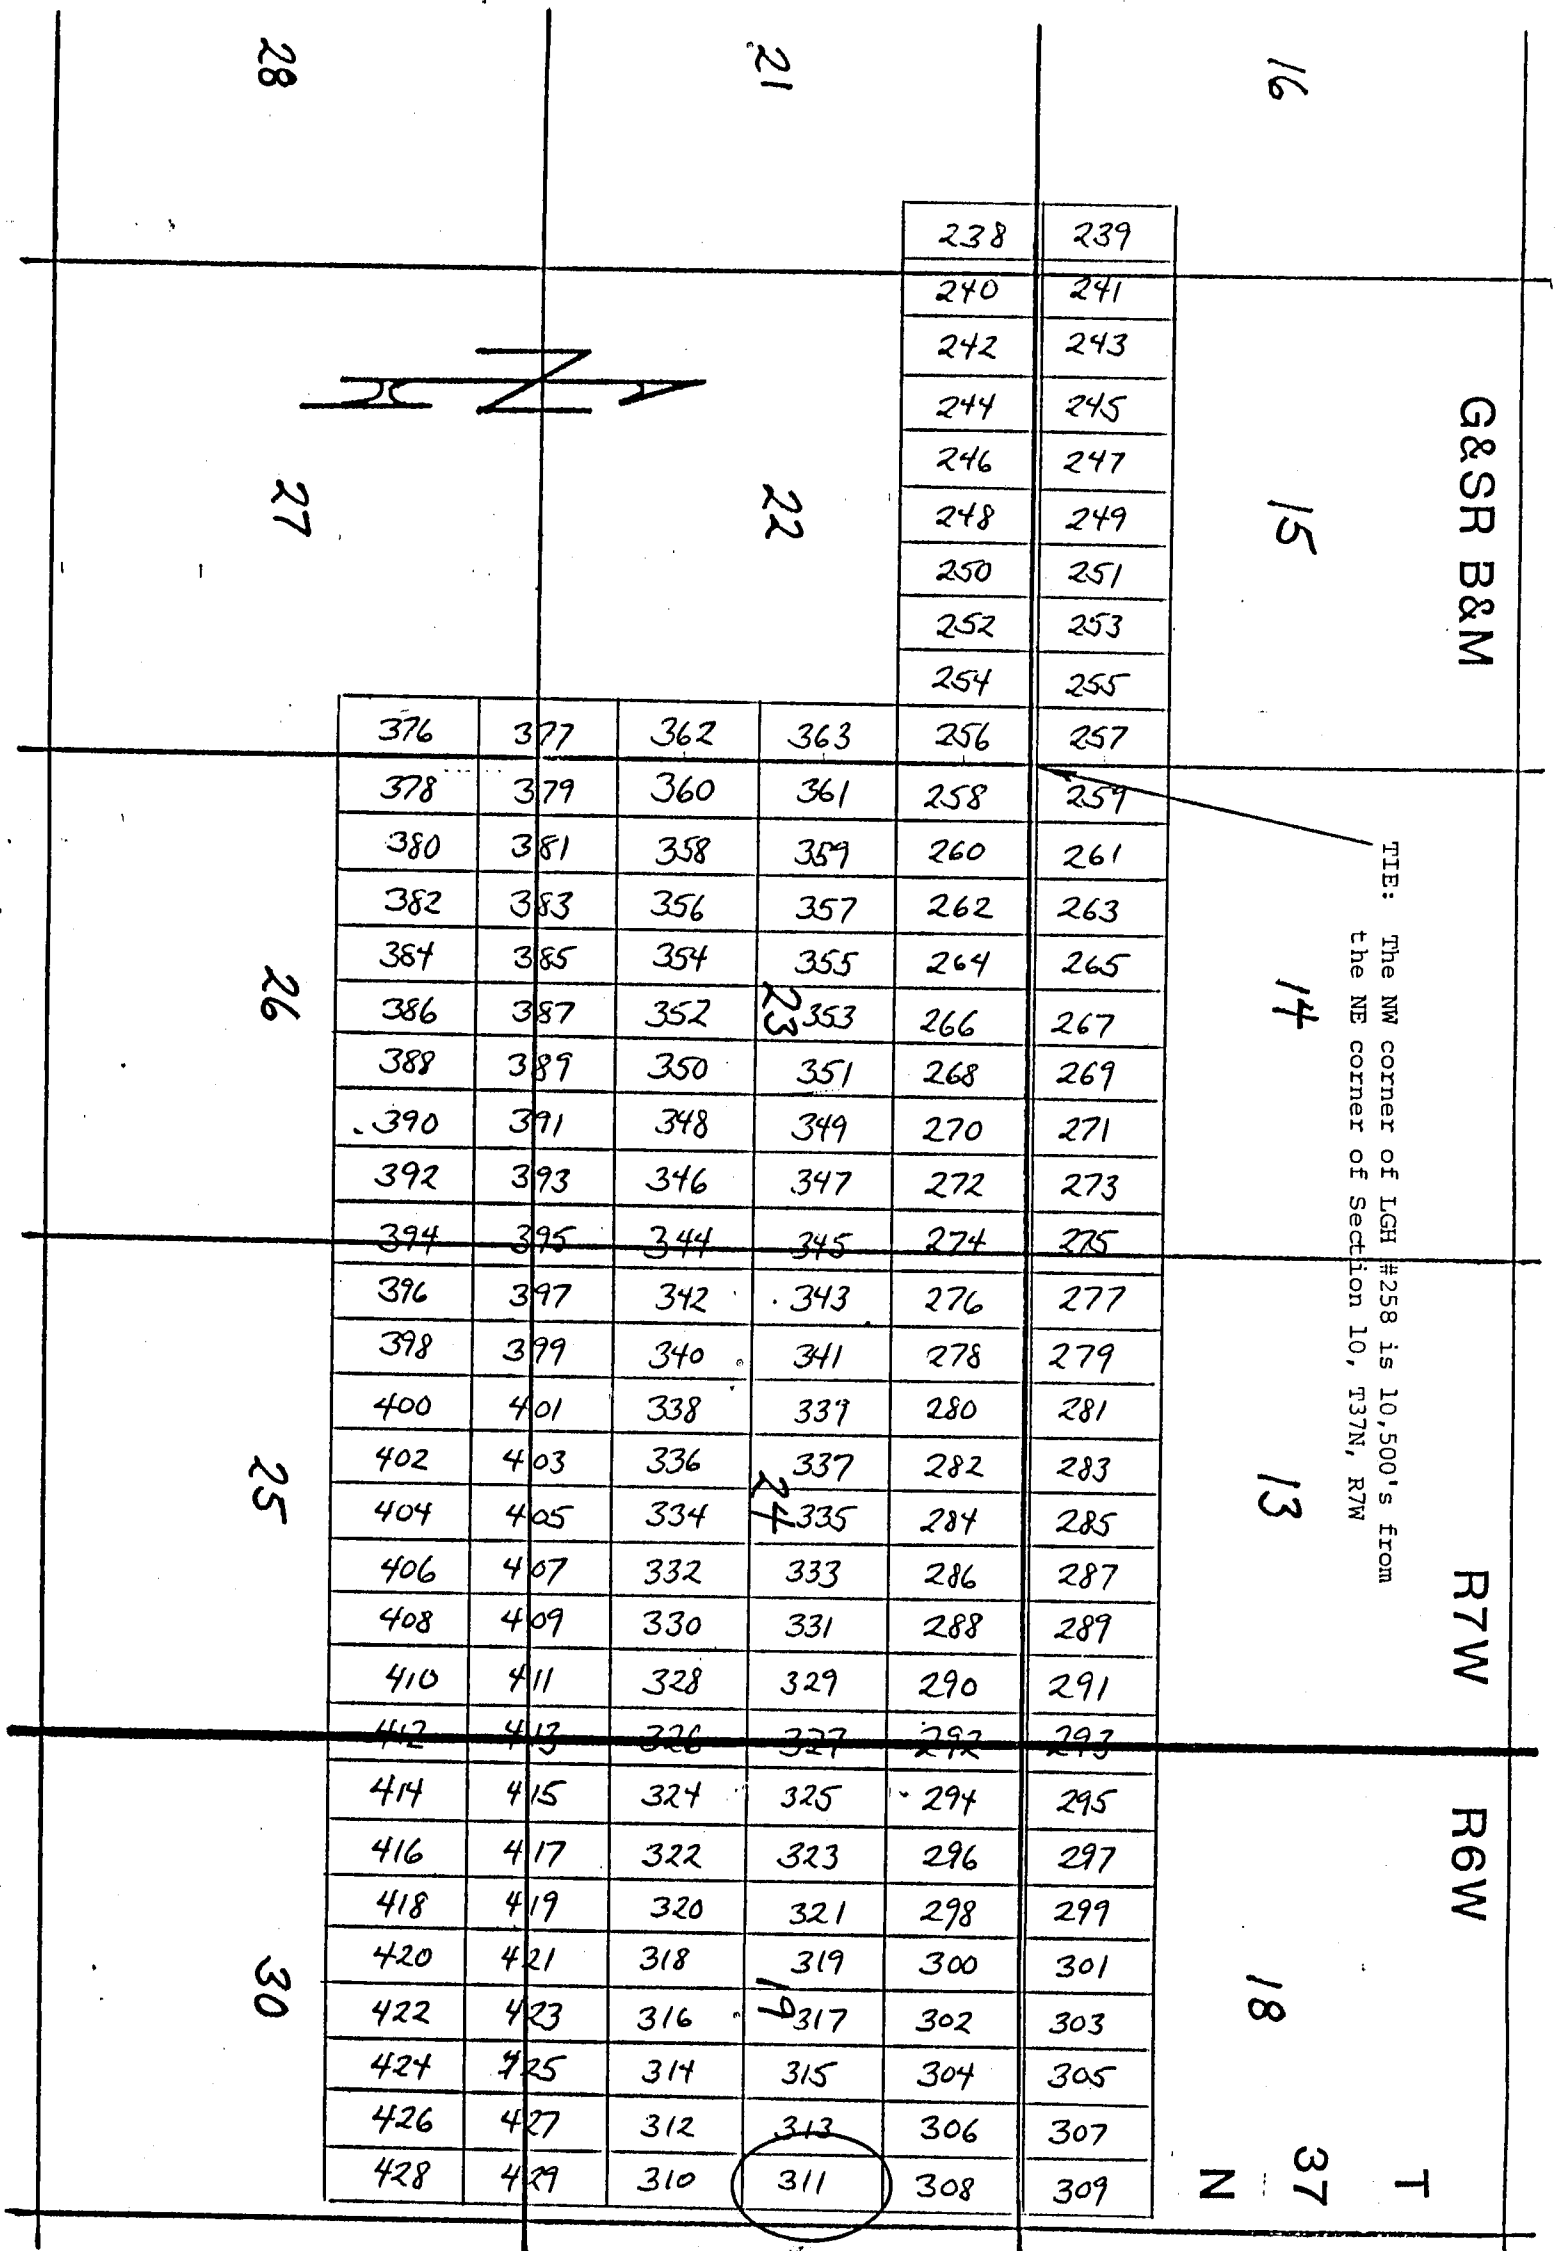 16
21
28
238 239
240 241
242 243
244 245
246 247
248 249
250 251
252 253
254 255
G&SR B&M
15
22
27
N
376 377 362 363 256 257
378 379 360 361 258 259
380 381 358 359 260 261
382 383 356 357 262 263
384 385 354 355 264 265
386 387 352 353 266 267
388 389 350 351 268 269
390 391 348 349 270 271
392 393 346 347 272 273
394 395 344 345 274 275
396 397 342 343 276 277
398 399 340 341 278 279
400 401 338 339 280 281
402 403 336 337 282 283
404 405 334 335 284 285
406 407 332 333 286 287
408 409 330 331 288 289
410 411 328 329 290 291
412 413 326 327 292 293
414 415 324 325 294 295
416 417 322 323 296 297
418 419 320 321 298 299
420 421 318 319 300 301
422 423 316 317 302 303
424 425 314 315 304 305
426 427 312 313 306 307
428 429 310 311 308 309
TIE: The NW corner of LGH #258 is 10,500's from
the NE corner of Section 10, T37N, R7W
14
23
26
13
24
25
R7W R6W
18
19
30
T
37
N